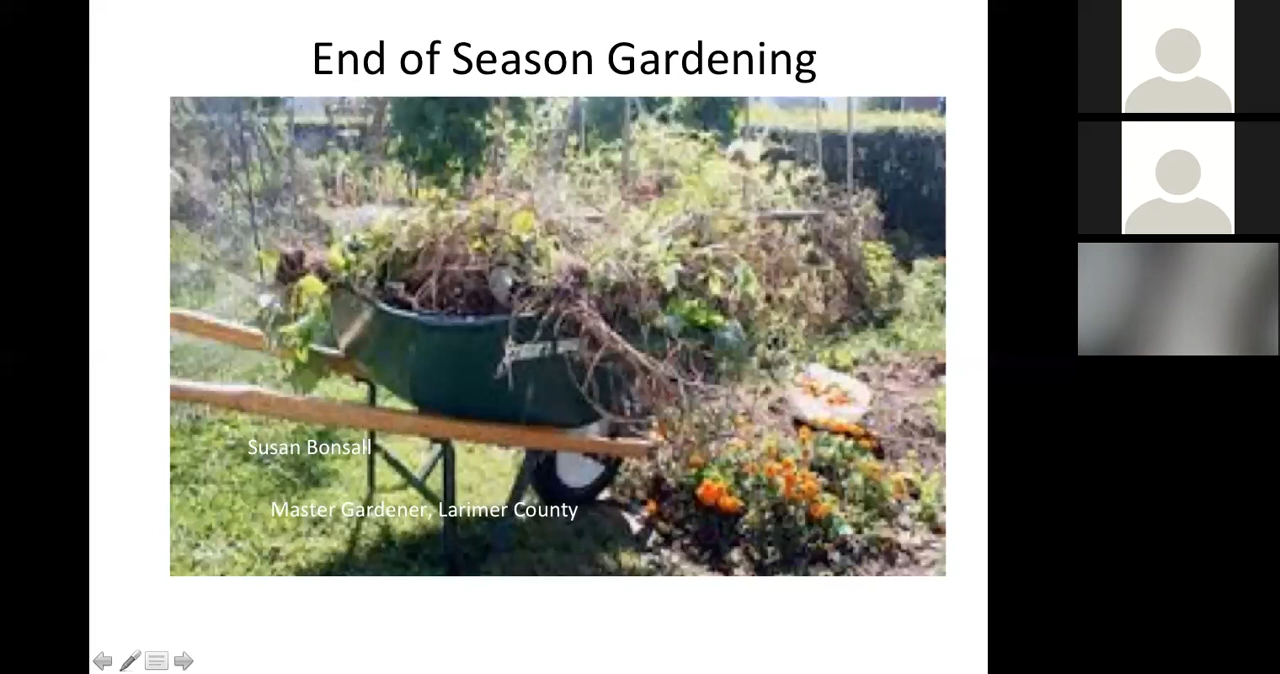 End of Season Gardening
Susan Bonsall
Master Gardener, Larimer County